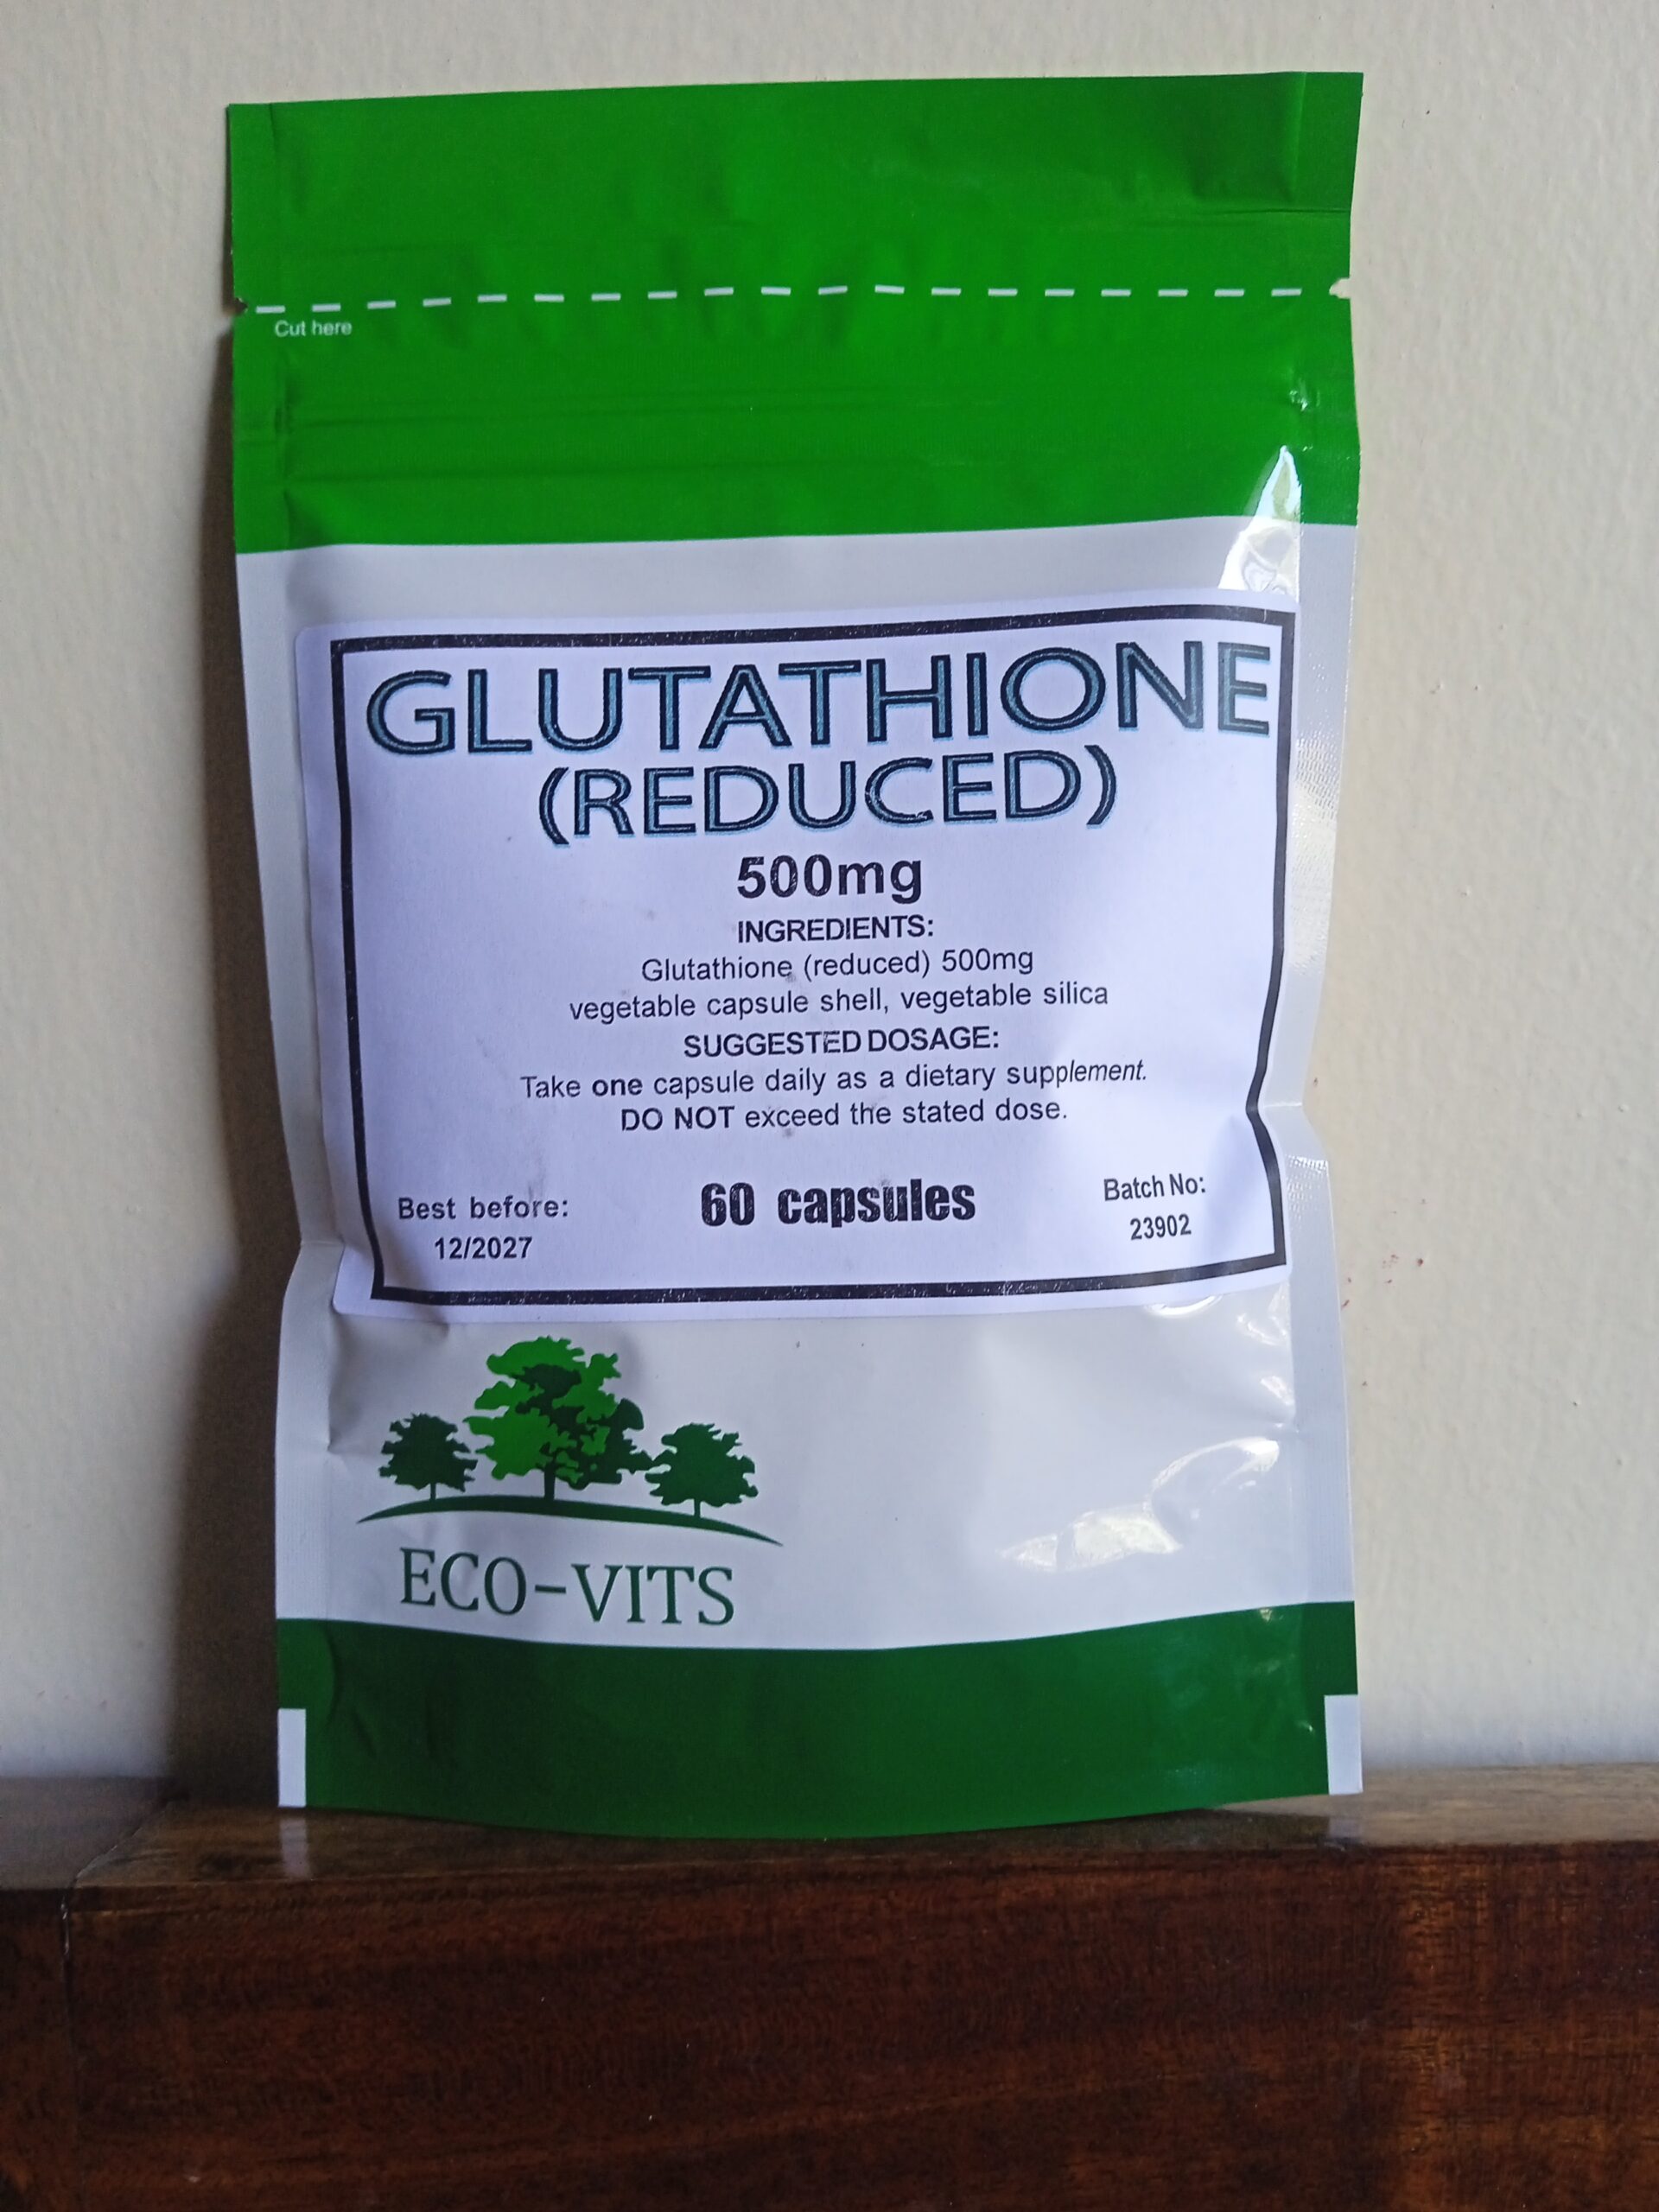 Cut here
GLUTATHIONE
(REDUCED)
500mg
INGREDIENTS:
Glutathione (reduced) 500mg
vegetable capsule shell, vegetable silica
SUGGESTED DOSAGE:
Take one capsule daily as a dietary supplement.
DO NOT exceed the stated dose.
Best before:
12/2027
60 capsules
Batch No:
23902
ECO-VITS